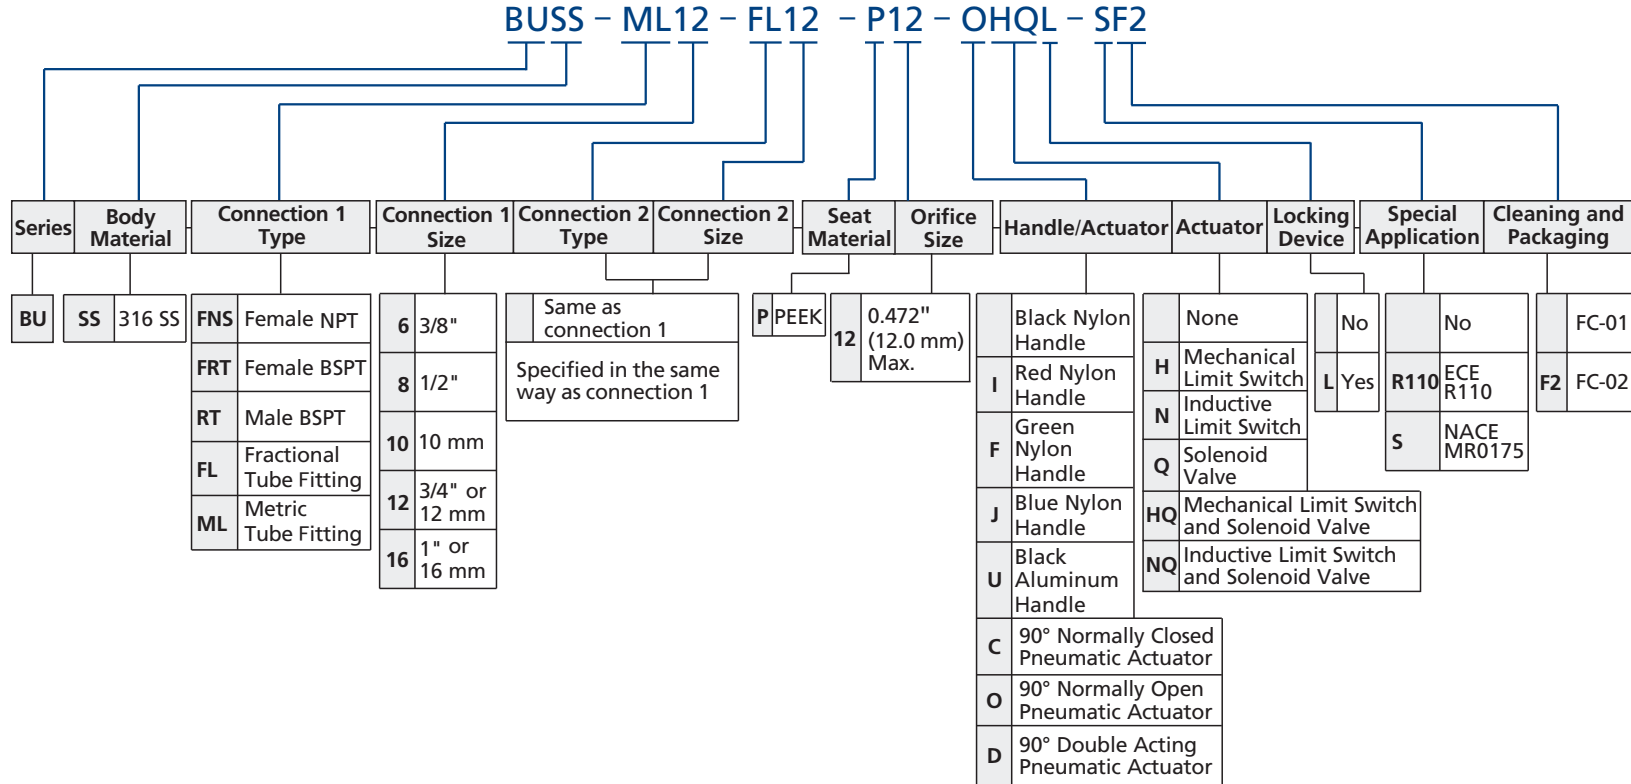 BUSS – ML12 – FL12 – P12 – OHQL – SF2
Series
Body
Material
Connection 1
Type
Connection 1
Size
Connection 2
Type
Connection 2
Size
Seat
Material
Orifice
Size
Handle/Actuator
Actuator
Locking
Device
Special
Application
Cleaning and
Packaging
BU
SS 316 SS
FNS Female NPT
FRT Female BSPT
RT Male BSPT
FL Fractional
Tube Fitting
ML Metric
Tube Fitting
6 3/8"
8 1/2"
10 10 mm
12 3/4" or
12 mm
16 1" or
16 mm
Same as
connection 1
Specified in the same
way as connection 1
P PEEK
12 0.472"
(12.0 mm)
Max.
Black Nylon
Handle
I Red Nylon
Handle
F Green
Nylon
Handle
J Blue Nylon
Handle
U Black
Aluminum
Handle
C 90° Normally Closed
Pneumatic Actuator
O 90° Normally Open
Pneumatic Actuator
D 90° Double Acting
Pneumatic Actuator
None
H Mechanical
Limit Switch
N Inductive
Limit Switch
Q Solenoid
Valve
HQ Mechanical Limit Switch
and Solenoid Valve
NQ Inductive Limit Switch
and Solenoid Valve
No
L Yes
No
R110 ECE
R110
S NACE
MR0175
FC-01
F2 FC-02